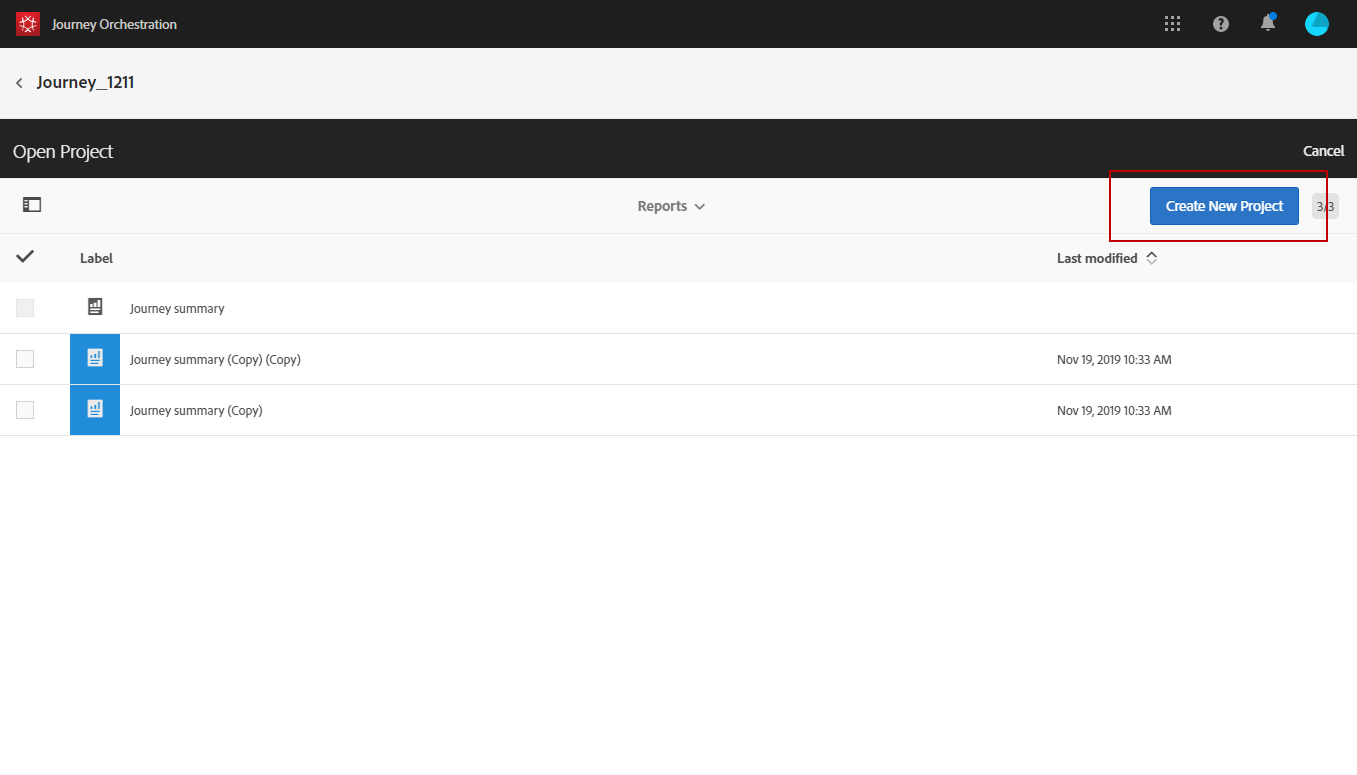 Journey Orchestration
Journey_1211
Open Project
Cancel
Reports
Create New Project
3/3
Label
Last modified
Journey summary
Journey summary (Copy) (Copy)
Nov 19, 2019 10:33 AM
Journey summary (Copy)
Nov 19, 2019 10:33 AM